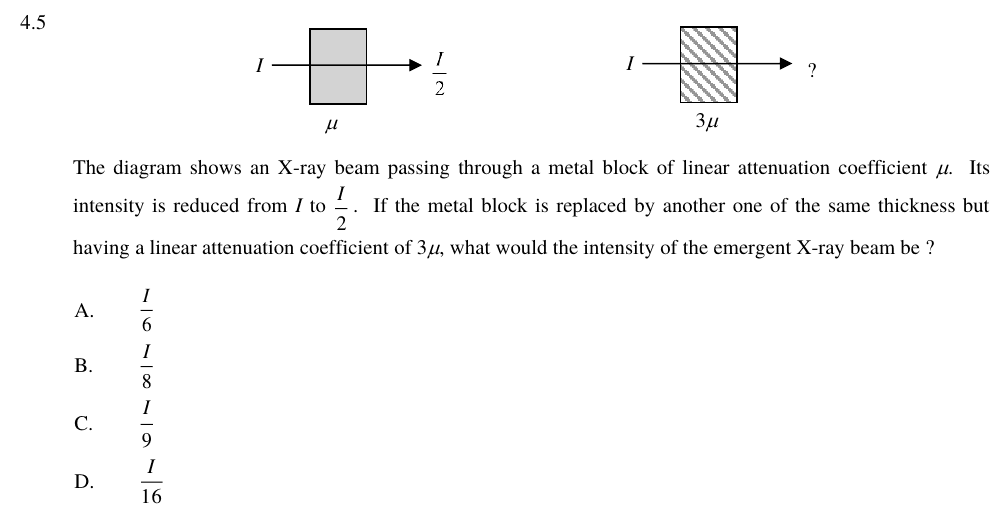 4.5
I
I/2
μ
I
?
3μ
The diagram shows an X-ray beam passing through a metal block of linear attenuation coefficient μ. Its
intensity is reduced from I to I/2. If the metal block is replaced by another one of the same thickness but
having a linear attenuation coefficient of 3μ, what would the intensity of the emergent X-ray beam be ?
A. I/6
B. I/8
C. I/9
D. I/16